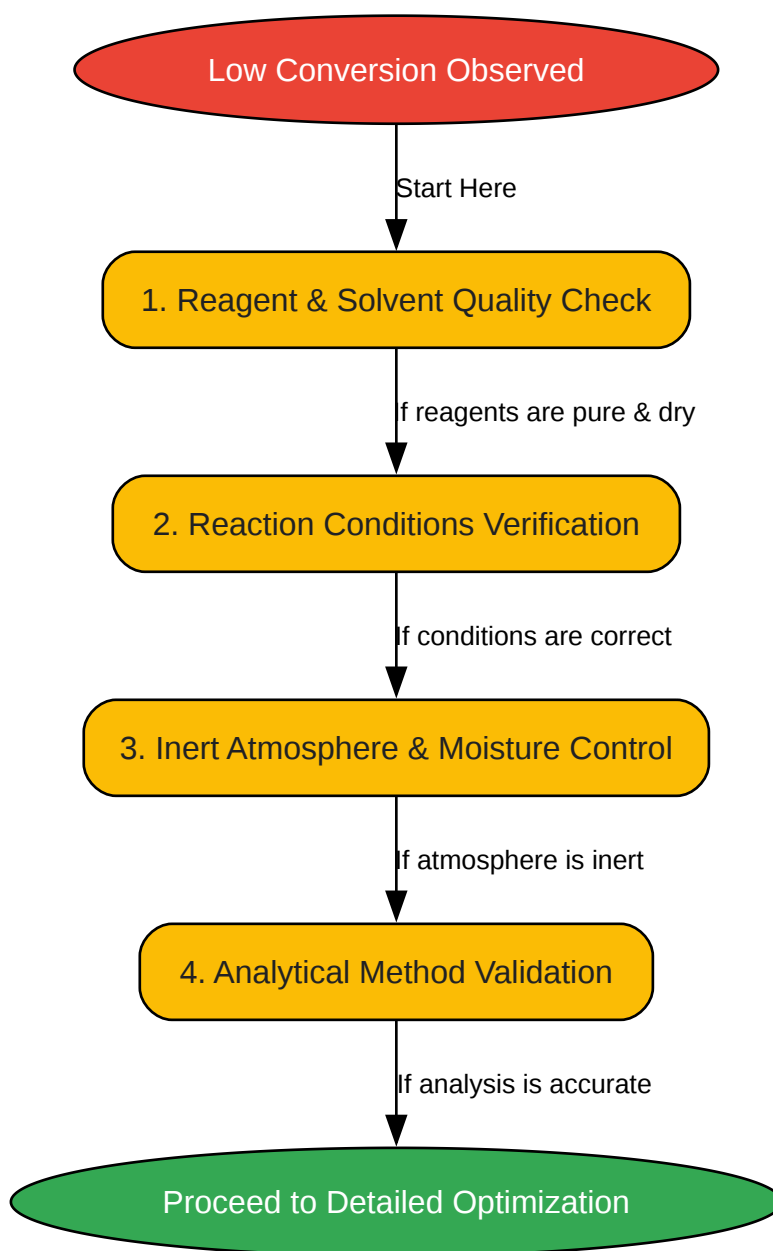 Low Conversion Observed
Start Here
1. Reagent & Solvent Quality Check
If reagents are pure & dry
2. Reaction Conditions Verification
If conditions are correct
3. Inert Atmosphere & Moisture Control
If atmosphere is inert
4. Analytical Method Validation
If analysis is accurate
Proceed to Detailed Optimization